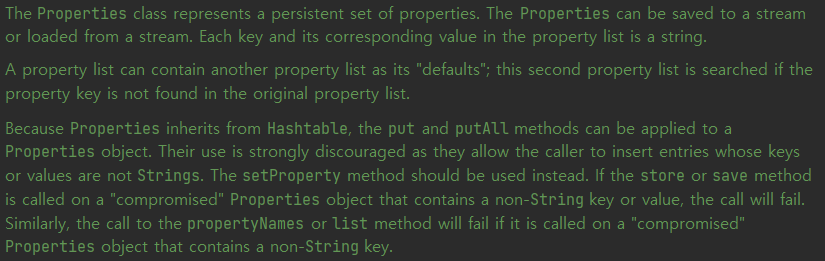 The Properties class represents a persistent set of properties. The Properties can be saved to a stream
or loaded from a stream. Each key and its corresponding value in the property list is a string.
A property list can contain another property list as its "defaults"; this second property list is searched if the
property key is not found in the original property list.
Because Properties inherits from Hashtable, the put and putAll methods can be applied to a
Properties object. Their use is strongly discouraged as they allow the caller to insert entries whose keys
or values are not Strings. The setProperty method should be used instead. If the store or save method
is called on a "compromised" Properties object that contains a non-String key or value, the call will fail.
Similarly, the call to the propertyNames or list method will fail if it is called on a "compromised"
Properties object that contains a non-String key.